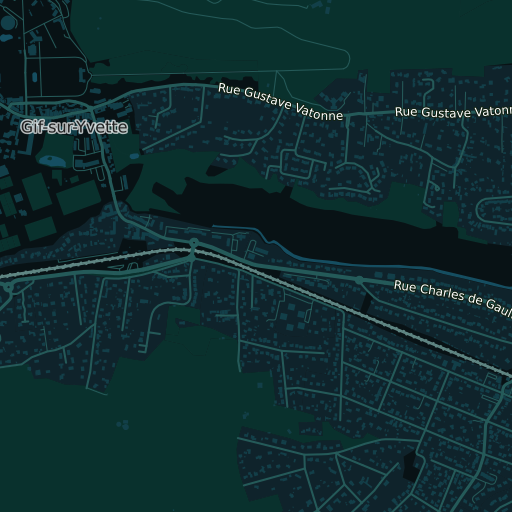 Rue Gustave Vatonne
Rue Gustave Vatonn
Gif-sur-Yvette
Rue Charles de Gaul